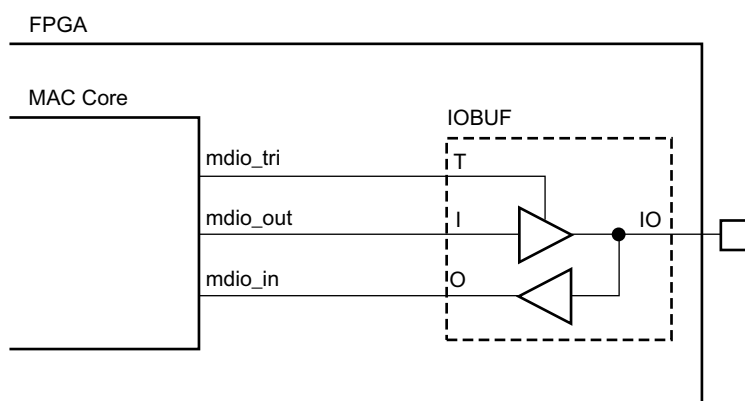 FPGA
MAC Core
IOBUF
mdio_tri
T
mdio_out
I
IO
mdio_in
O